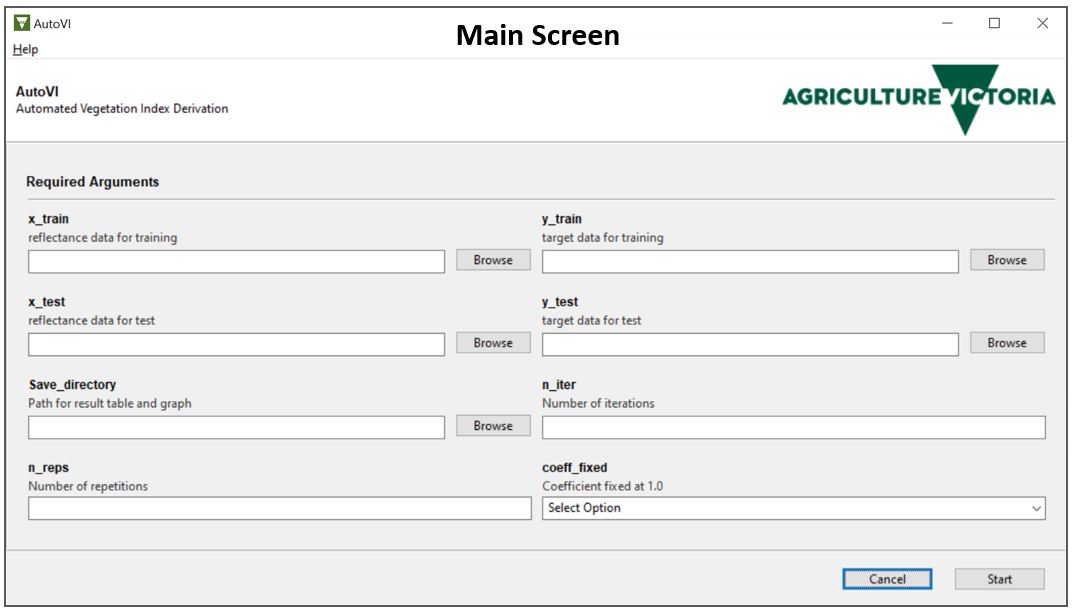 AutoVI
Main Screen
Help
AutoVI
Automated Vegetation Index Derivation
AGRICULTURE VICTORIA
Required Arguments
x_train
reflectance data for training
Browse
y_train
target data for training
Browse
x_test
reflectance data for test
Browse
y_test
target data for test
Browse
Save_directory
Path for result table and graph
Browse
n_iter
Number of iterations
n_reps
Number of repetitions
coeff_fixed
Coefficient fixed at 1.0
Select Option
Cancel
Start